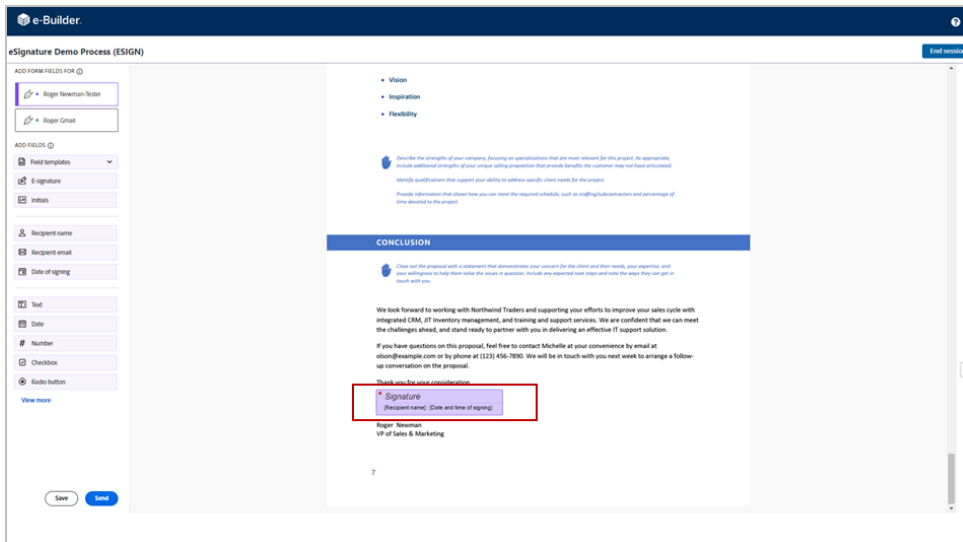 e-Builder.
eSignature Demo Process (ESIGN)
End session
ADD FORM FIELDS FOR
Roger Newman-Tester
Roger Gmail
ADD FIELDS
Field templates
E-signature
Initials
Recipient name
Recipient email
Date of signing
Text
Date
Number
Checkbox
Radio button
View more
Save
Send
Vision
Inspiration
Flexibility
Describe the strengths of your company, focusing on specializations that are most relevant for this project. As appropriate,
include additional strengths of your unique selling proposition that provide benefits the customer may not have articulated.
Identify qualifications that support your ability to address specific client needs for the project.
Provide information that shows how you can meet the required schedule, such as staffing/subcontractors and percentage of
time devoted to the project.
CONCLUSION
Close out the proposal with a statement that demonstrates your concern for the client and their needs, your expertise, and
your willingness to help them solve the issues in question. Include any expected next steps and note the ways they can get in
touch with you.
We look forward to working with Northwind Traders and supporting your efforts to improve your sales cycle with
integrated CRM, JIT Inventory management, and training and support services. We are confident that we can meet
the challenges ahead, and stand ready to partner with you in delivering an effective IT support solution.
If you have questions on this proposal, feel free to contact Michelle at your convenience by email at
olson@example.com or by phone at (123) 456-7890. We will be in touch with you next week to arrange a follow-
up conversation on the proposal.
Thank you for your consideration
* Signature
(Recipient name) (Date and time of signing)
Roger Newman
VP of Sales & Marketing
7